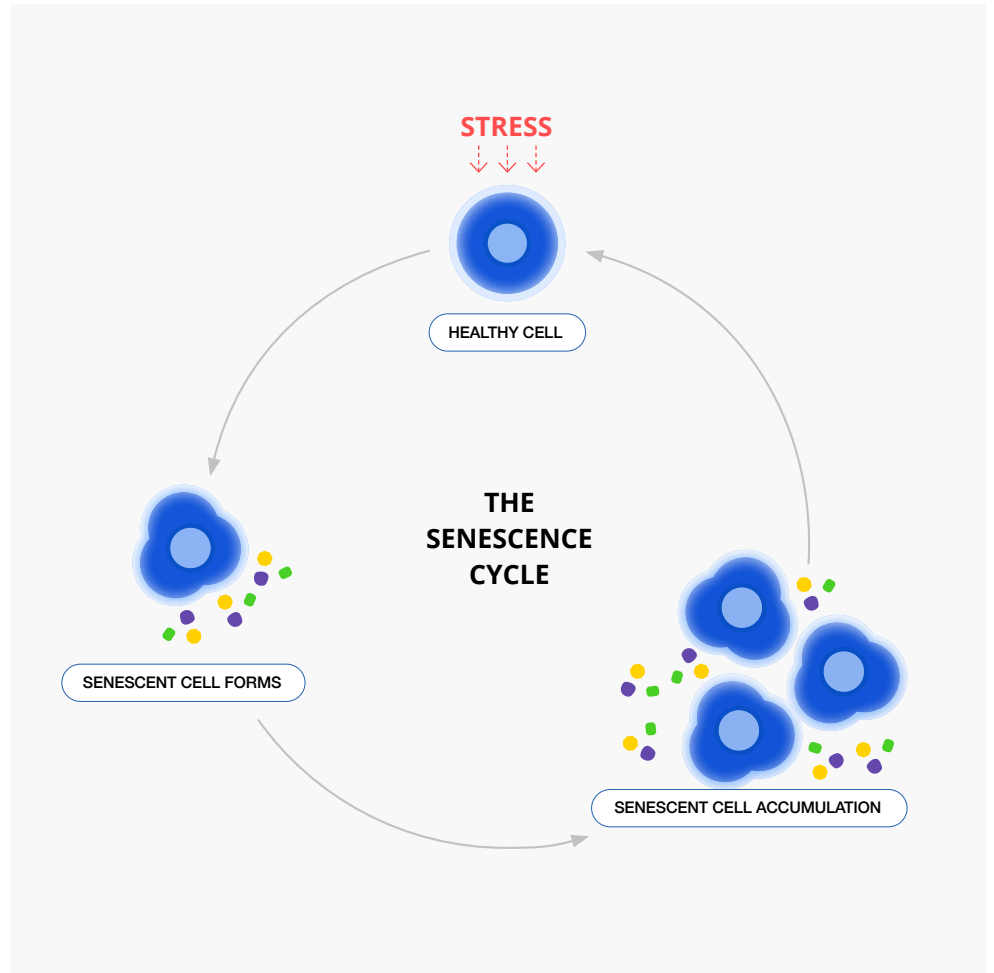 STRESS
HEALTHY CELL
THE
SENESCENCE
CYCLE
SENESCENT CELL FORMS
SENESCENT CELL ACCUMULATION